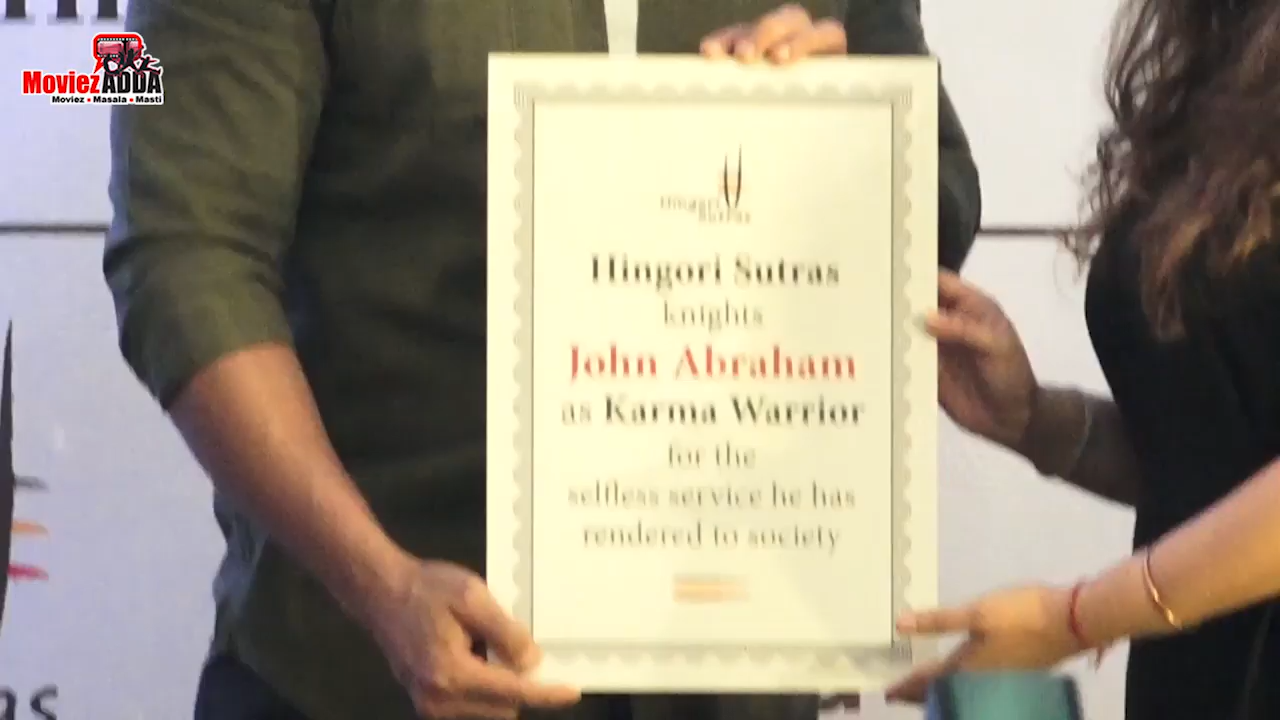 MoviezADDA
Moviez • Masala • Masti
Hingori
Sutras
Hingori Sutras
knights
John Abraham
as Karma Warrior
for the
selfless service he has
rendered to society
as